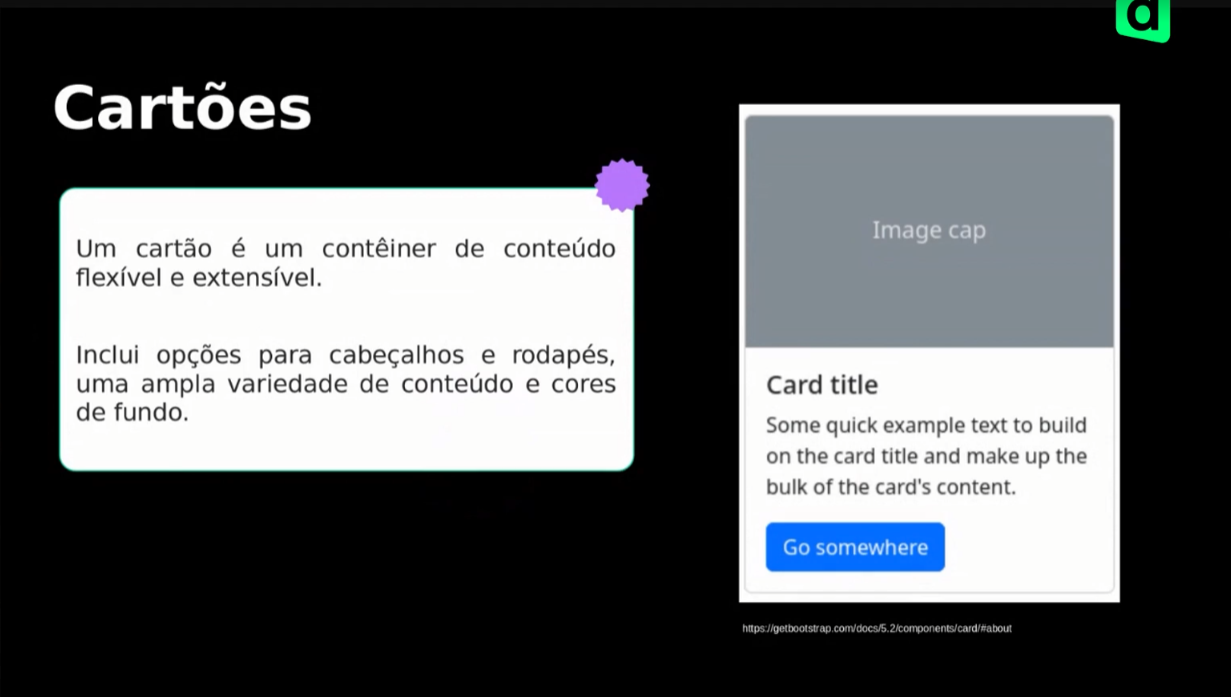 d
Cartões
Um cartão é um contêiner de conteúdo
flexível e extensível.
Inclui opções para cabeçalhos e rodapés,
uma ampla variedade de conteúdo e cores
de fundo.
Image cap
Card title
Some quick example text to build
on the card title and make up the
bulk of the card's content.
Go somewhere
https://getbootstrap.com/docs/5.2/components/card/#about